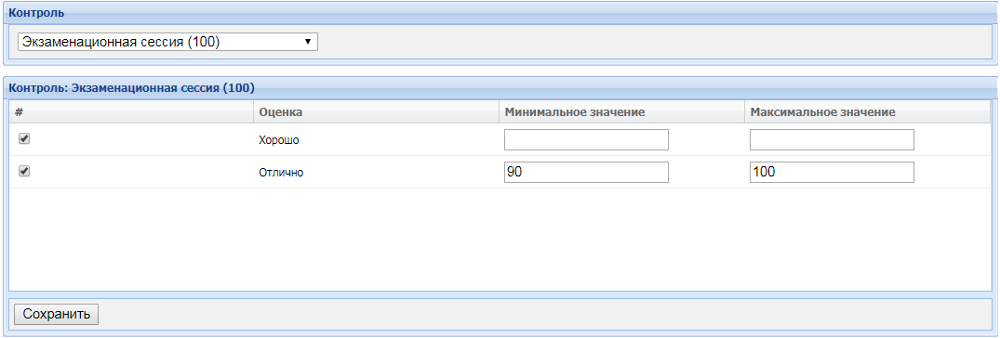 Контроль
Экзаменационная сессия (100)
Контроль: Экзаменационная сессия (100)
# Оценка Минимальное значение Максимальное значение
Хорошо
Отлично 90 100
Сохранить